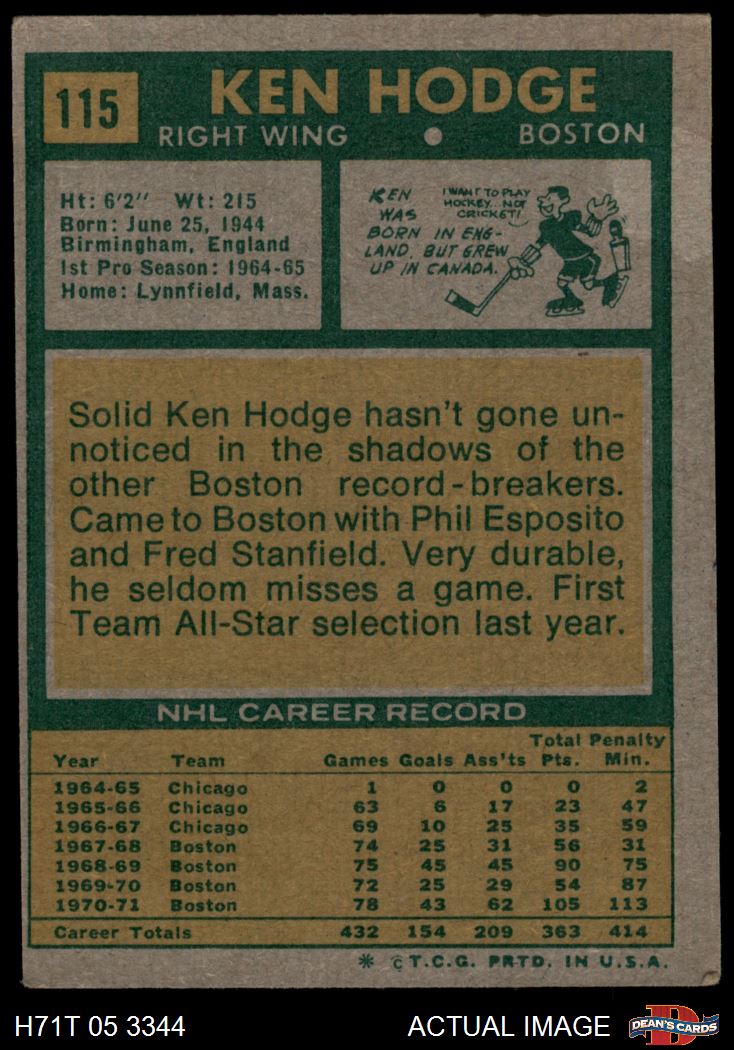 115
KEN HODGE
RIGHT WING • BOSTON
Ht: 6'2" Wt: 215
Born: June 25, 1944
Birmingham, England
1st Pro Season: 1964-65
Home: Lynnfield, Mass.
KEN
WAS
BORN IN ENG-
LAND, BUT GREW
UP IN CANADA.
I WANT TO PLAY
HOCKEY...NOT
CRICKET!
Solid Ken Hodge hasn't gone un-
noticed in the shadows of the
other Boston record-breakers.
Came to Boston with Phil Esposito
and Fred Stanfield. Very durable,
he seldom misses a game. First
Team All-Star selection last year.
NHL CAREER RECORD
Year Team Games Goals Ass'ts Total Pts. Penalty Min.
1964-65 Chicago 1 0 0 0 2
1965-66 Chicago 63 6 17 23 47
1966-67 Chicago 69 10 25 35 59
1967-68 Boston 74 25 31 56 31
1968-69 Boston 75 45 45 90 75
1969-70 Boston 72 25 29 54 87
1970-71 Boston 78 43 62 105 113
Career Totals 432 154 209 363 414
* © T.C.G. PRTD. IN U.S.A.
H71T 05 3344 ACTUAL IMAGE
D
DEAN'S CARDS